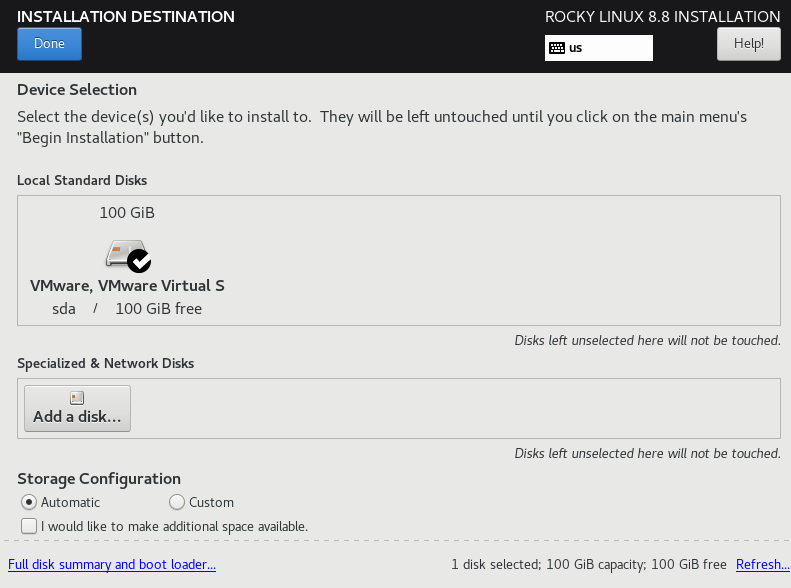 INSTALLATION DESTINATION
ROCKY LINUX 8.8 INSTALLATION
Done
us
Help!
Device Selection
Select the device(s) you'd like to install to.  They will be left untouched until you click on the main menu's
"Begin Installation" button.
Local Standard Disks
100 GiB
VMware, VMware Virtual S
sda / 100 GiB free
Disks left unselected here will not be touched.
Specialized & Network Disks
Add a disk...
Disks left unselected here will not be touched.
Storage Configuration
Automatic Custom
I would like to make additional space available.
Full disk summary and boot loader... 1 disk selected; 100 GiB capacity; 100 GiB free Refresh...